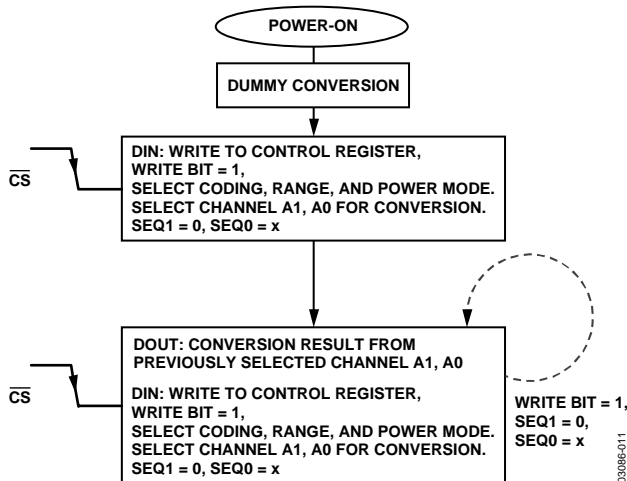 POWER-ON
DUMMY CONVERSION
CS
DIN: WRITE TO CONTROL REGISTER,
WRITE BIT = 1,
SELECT CODING, RANGE, AND POWER MODE.
SELECT CHANNEL A1, A0 FOR CONVERSION.
SEQ1 = 0, SEQ0 = x
CS
DOUT: CONVERSION RESULT FROM
PREVIOUSLY SELECTED CHANNEL A1, A0
DIN: WRITE TO CONTROL REGISTER,
WRITE BIT = 1,
SELECT CODING, RANGE, AND POWER MODE.
SELECT CHANNEL A1, A0 FOR CONVERSION.
SEQ1 = 0, SEQ0 = x
WRITE BIT = 1,
SEQ1 = 0,
SEQ0 = x
03086-011